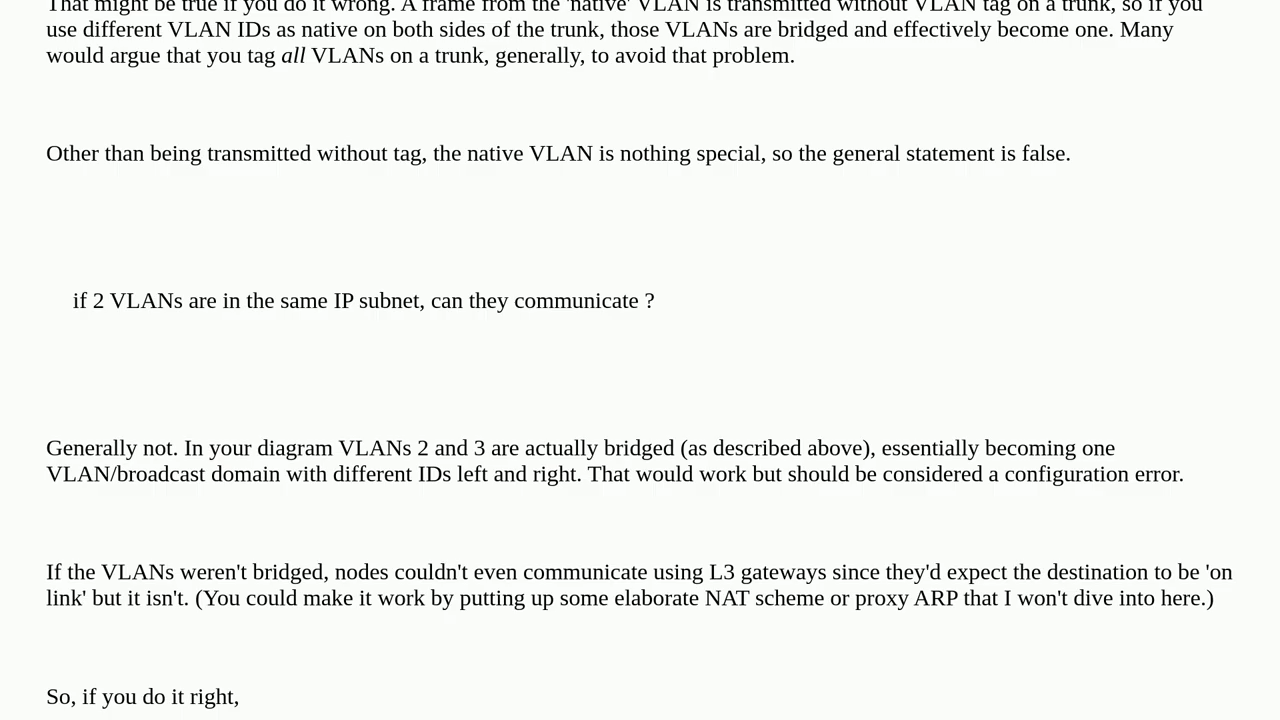 That might be true if you do it wrong. A frame from the 'native' VLAN is transmitted without VLAN tag on a trunk, so if you
use different VLAN IDs as native on both sides of the trunk, those VLANs are bridged and effectively become one. Many
would argue that you tag all VLANs on a trunk, generally, to avoid that problem.
Other than being transmitted without tag, the native VLAN is nothing special, so the general statement is false.
if 2 VLANs are in the same IP subnet, can they communicate ?
Generally not. In your diagram VLANs 2 and 3 are actually bridged (as described above), essentially becoming one
VLAN/broadcast domain with different IDs left and right. That would work but should be considered a configuration error.
If the VLANs weren't bridged, nodes couldn't even communicate using L3 gateways since they'd expect the destination to be 'on
link' but it isn't. (You could make it work by putting up some elaborate NAT scheme or proxy ARP that I won't dive into here.)
So, if you do it right,